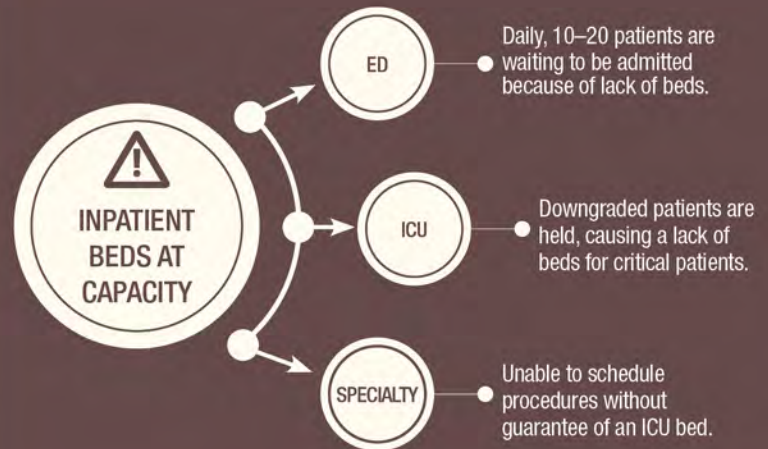 INPATIENT
BEDS AT
CAPACITY
ED
Daily, 10–20 patients are
waiting to be admitted
because of lack of beds.
ICU
Downgraded patients are
held, causing a lack of
beds for critical patients.
SPECIALTY
Unable to schedule
procedures without
guarantee of an ICU bed.